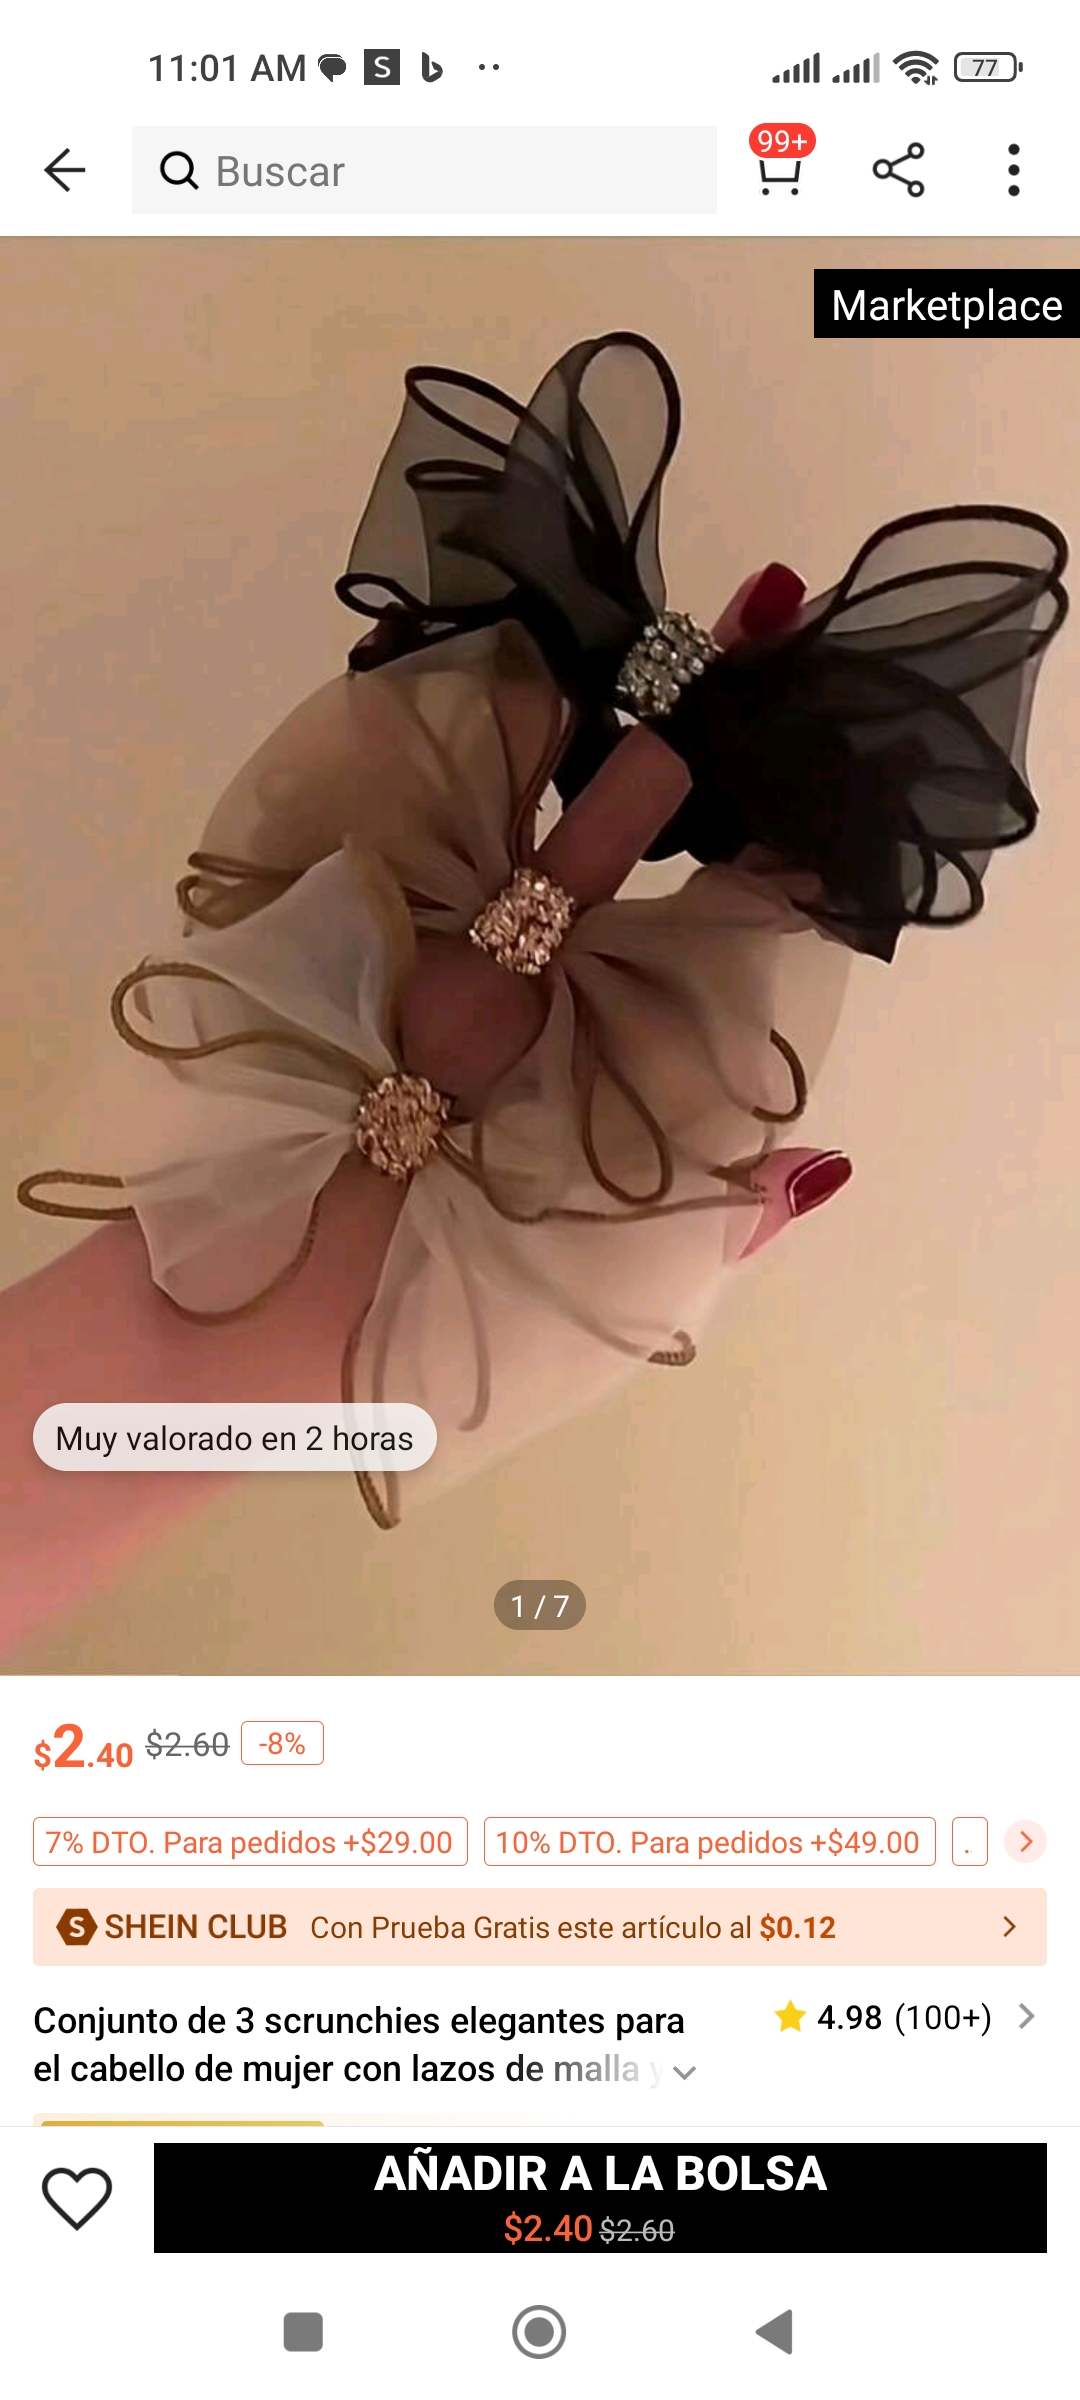 11:01 AM S
77
Buscar
99+
Marketplace
Muy valorado en 2 horas
1 / 7
$2.40 $2.60 -8%
7% DTO. Para pedidos +$29.00 10% DTO. Para pedidos +$49.00 .
S SHEIN CLUB Con Prueba Gratis este artículo al $0.12
Conjunto de 3 scrunchies elegantes para 4.98 (100+)
el cabello de mujer con lazos de malla y
AÑADIR A LA BOLSA
$2.40 $2.60